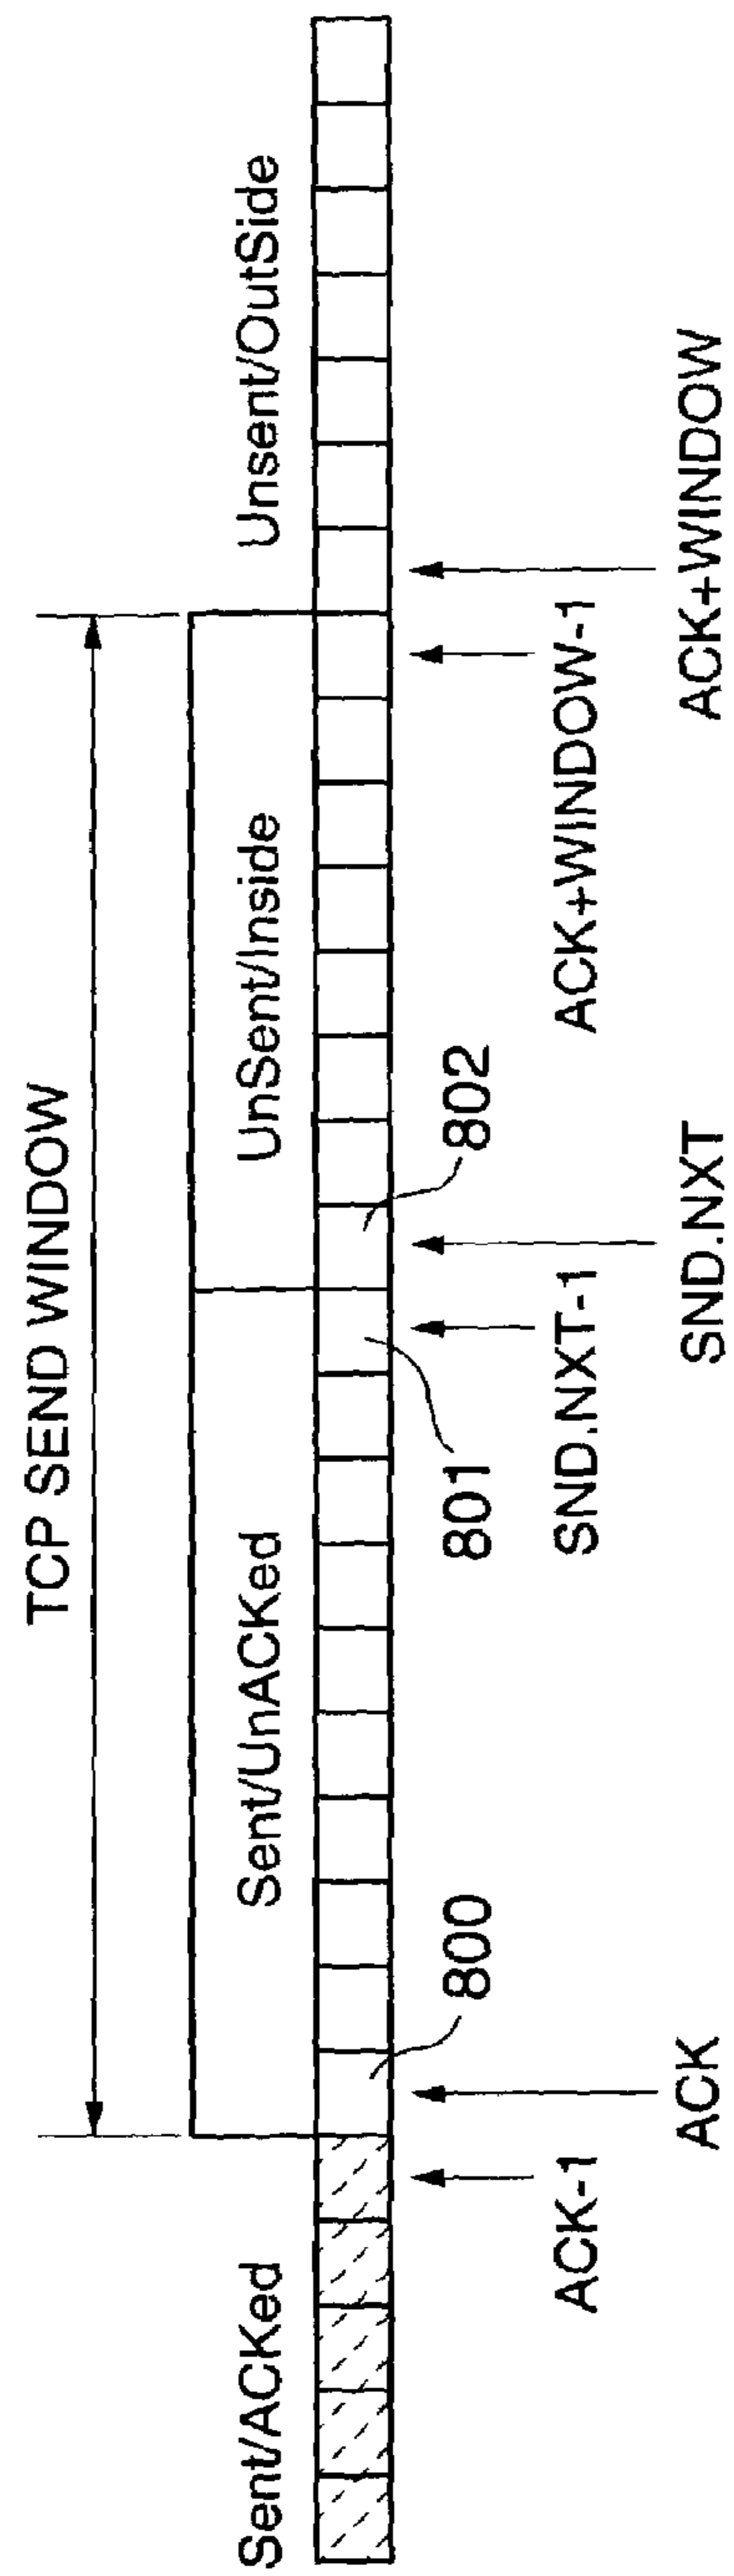 TCP SEND WINDOW
Sent/ACKed
Sent/UnACKed
UnSent/Inside
Unsent/OutSide
800
801
802
ACK-1
SND.NXT-1
ACK+WINDOW-1
ACK
SND.NXT
ACK+WINDOW